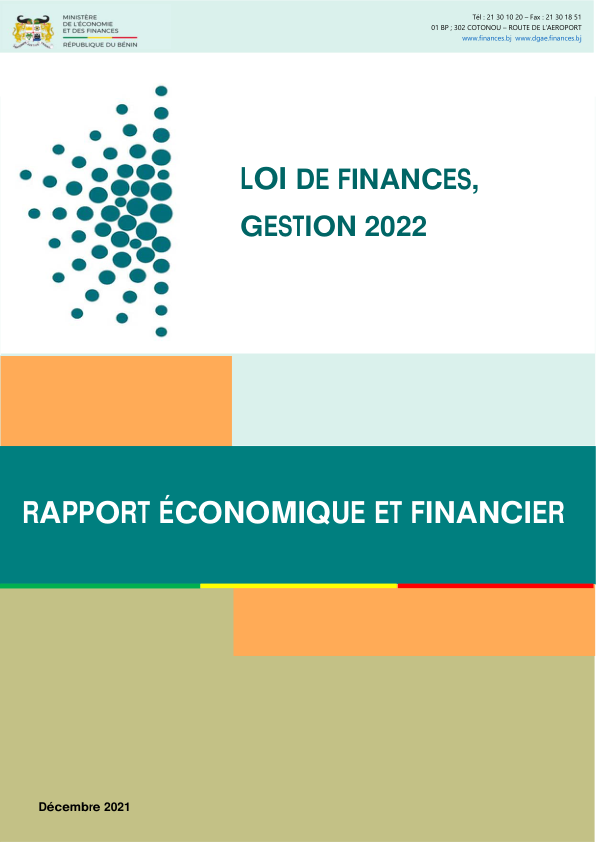 MINISTÈRE
DE L'ÉCONOMIE
ET DES FINANCES
RÉPUBLIQUE DU BÉNIN
Tél : 21 30 10 20 – Fax : 21 30 18 51
01 BP ; 302 COTONOU – ROUTE DE L'AEROPORT
www.finances.bj www.dgae.finances.bj
LOI DE FINANCES,
GESTION 2022
RAPPORT ÉCONOMIQUE ET FINANCIER
Décembre 2021